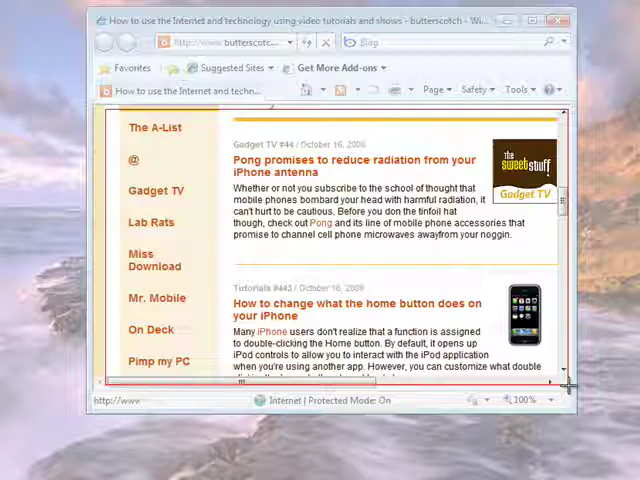 How to use the Internet and technology using video tutorials and shows - butterscotch - Wi...
http://www.butterscotc...
Bing
Favorites
Suggested Sites
Get More Add-ons
How to use the Internet and techn...
Page
Safety
Tools
The A-List
@
Gadget TV
Lab Rats
Miss
Download
Mr. Mobile
On Deck
Pimp my PC
Gadget TV #44 / October 16, 2009
Pong promises to reduce radiation from your
iPhone antenna
Whether or not you subscribe to the school of thought that
mobile phones bombard your head with harmful radiation, it
can't hurt to be cautious. Before you don the tinfoil hat
though, check out Pong and its line of mobile phone accessories that
promise to channel cell phone microwaves awayfrom your noggin.
the
sweet stuff
Gadget TV
Tutorials #443 / October 16, 2009
How to change what the home button does on
your iPhone
Many iPhone users don't realize that a function is assigned
to double-clicking the Home button. By default, it opens up
iPod controls to allow you to interact with the iPod application
when you're using another app. However, you can customize what double
http://www
Internet | Protected Mode: On
100%